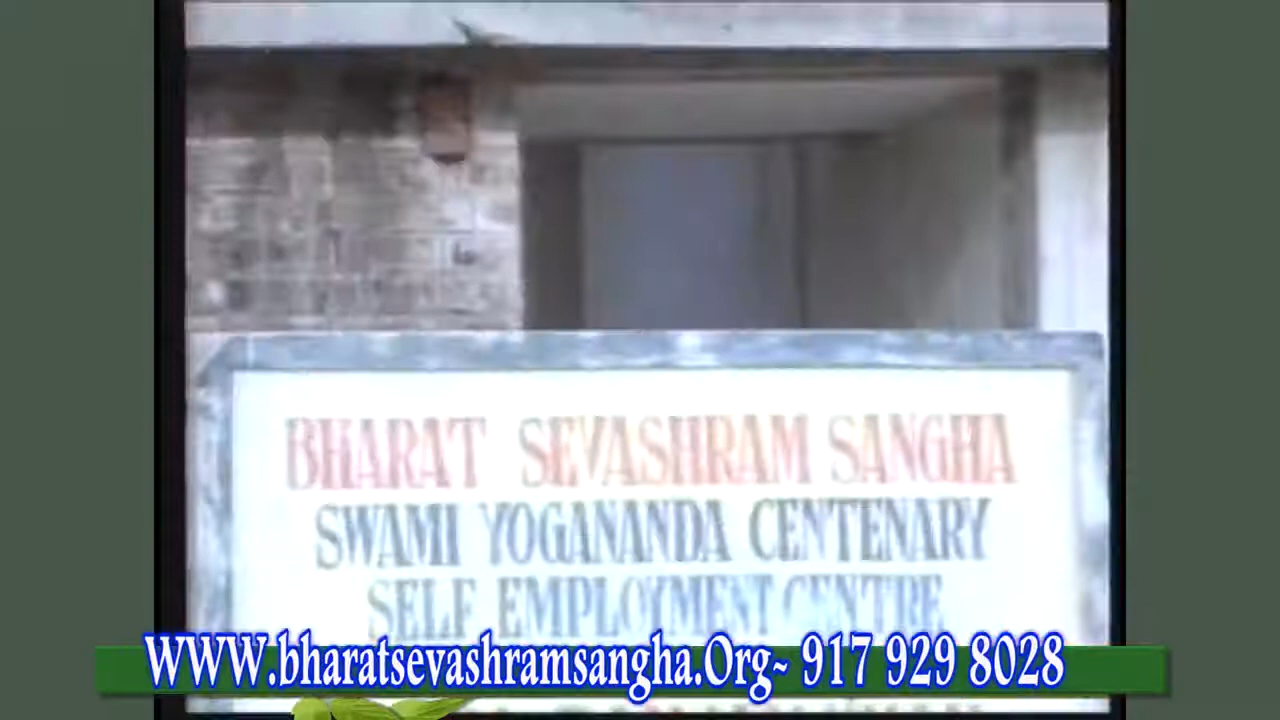 BHARAT SEVASHRAM SANGHA
SWAMI YOGANANDA CENTENARY
SELF EMPLOYMENT CENTRE
WWW.bharatsevashramsangha.Org- 917 929 8028